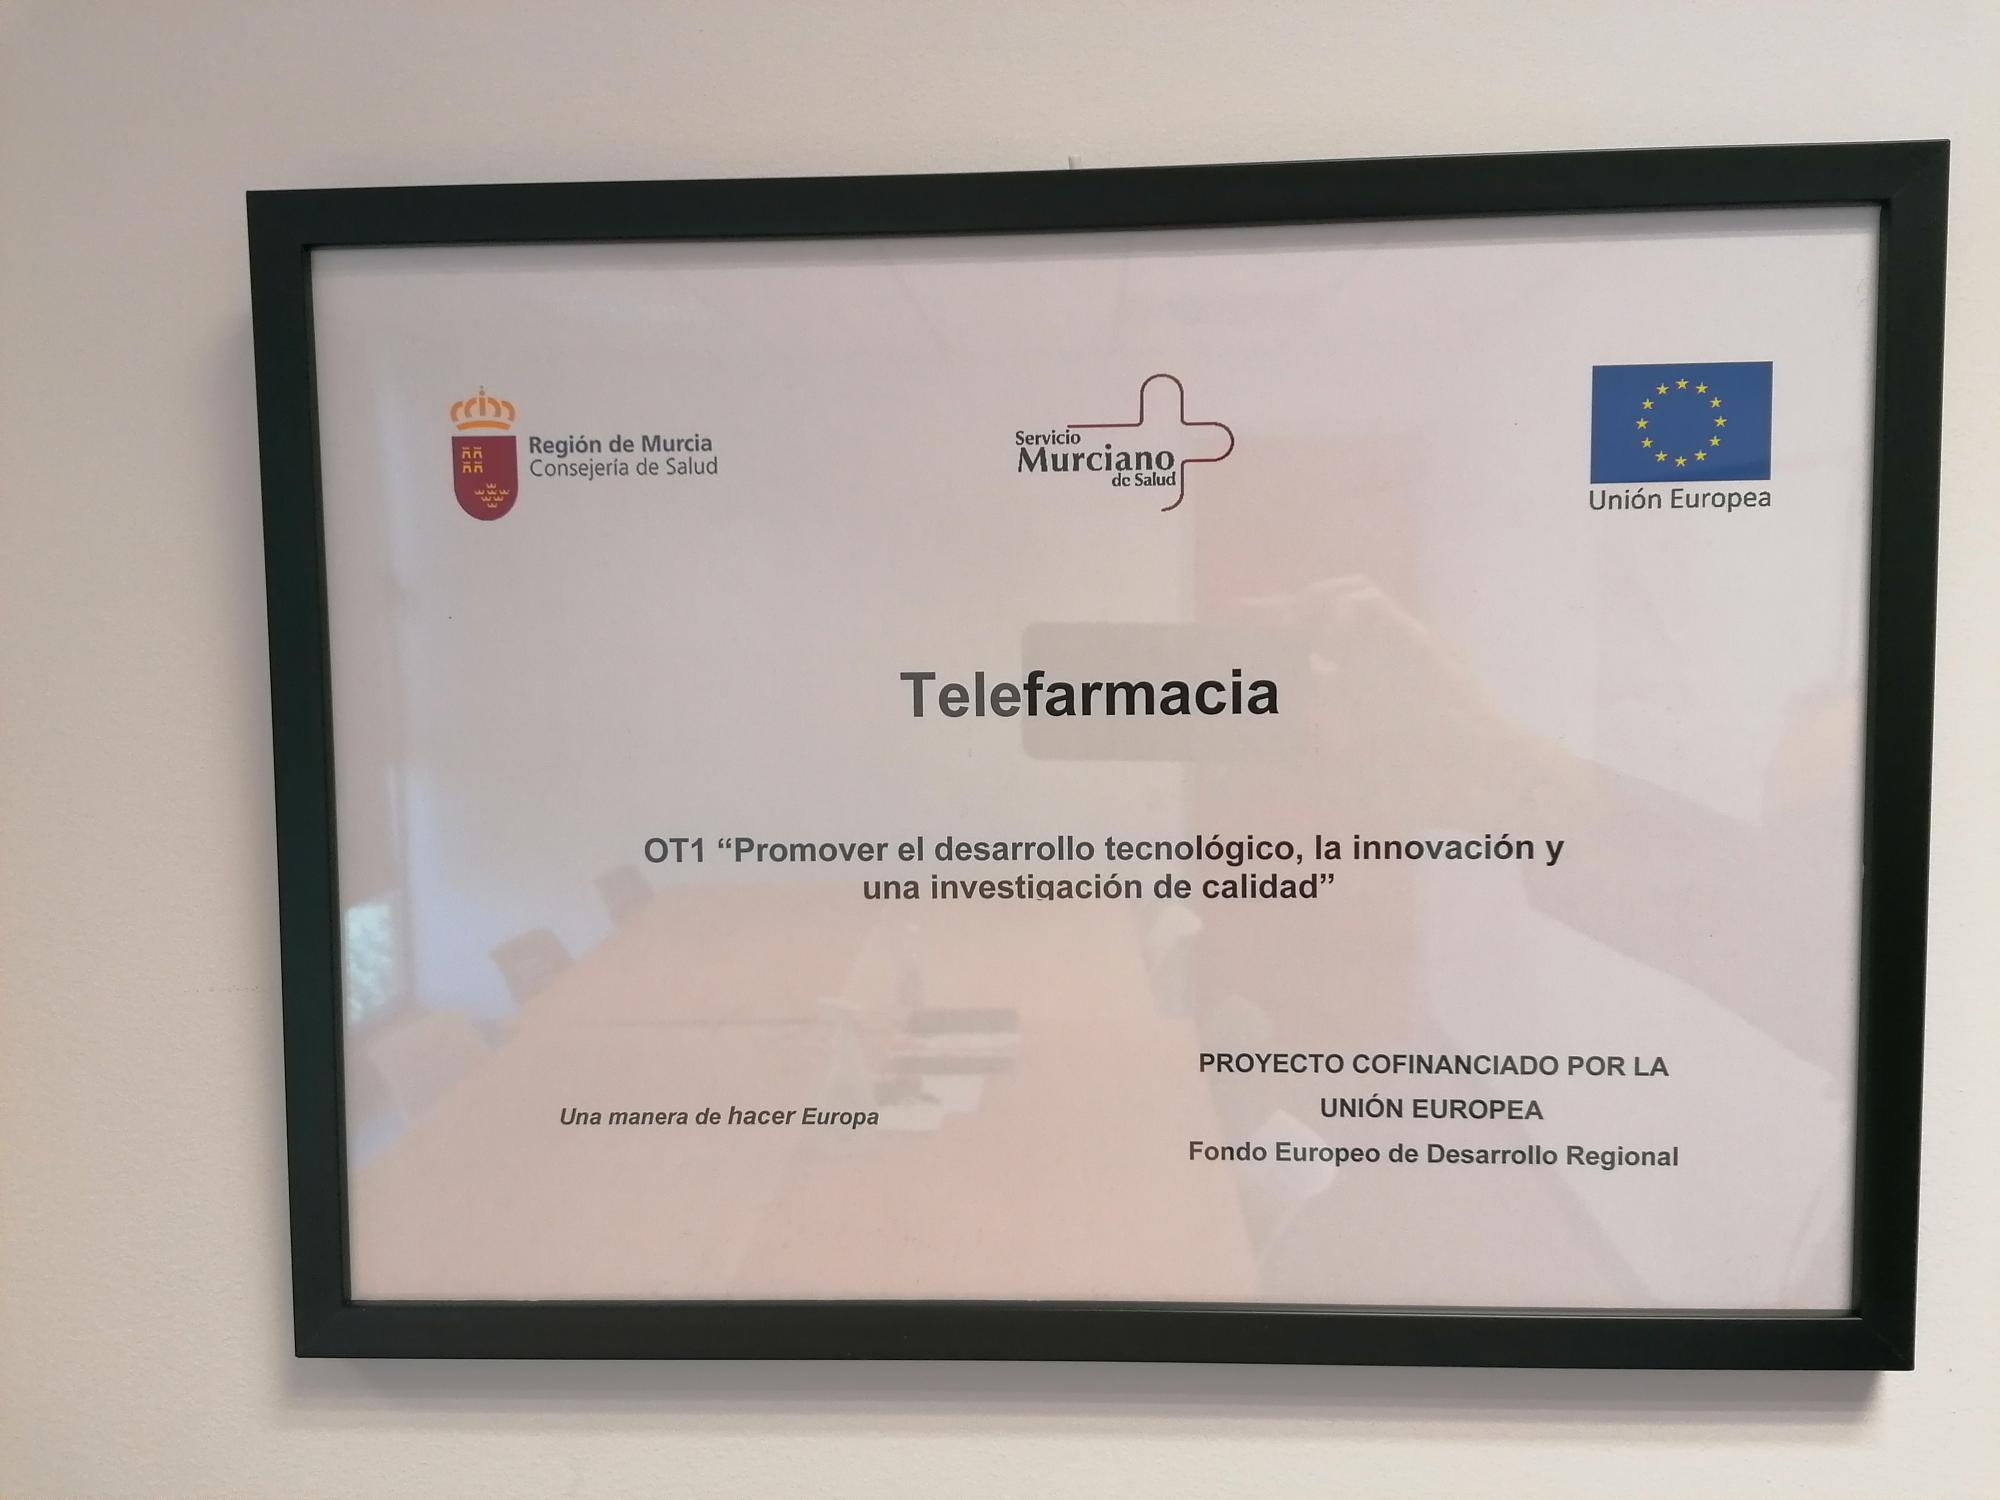 Región de Murcia
Consejería de Salud
Servicio
Murciano
de Salud
Unión Europea
Telefarmacia
OT1 “Promover el desarrollo tecnológico, la innovación y
una investigación de calidad”
Una manera de hacer Europa
PROYECTO COFINANCIADO POR LA
UNIÓN EUROPEA
Fondo Europeo de Desarrollo Regional